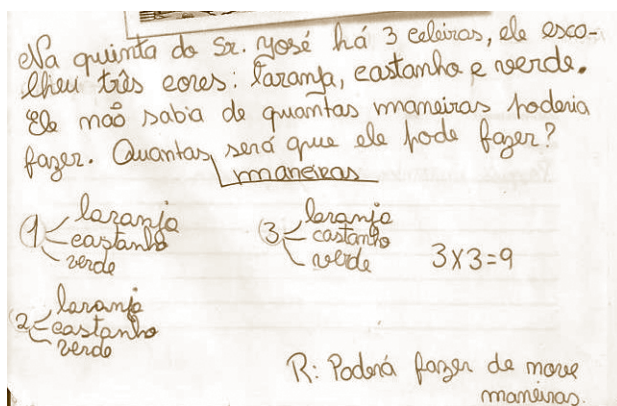 Na quinta do Sr. José há 3 celeiros, ele esco-
lheu três cores: laranja, castanho e verde.
Ele não sabia de quantas maneiras poderia
fazer. Quantas maneiras será que ele pode fazer?
1 laranja
castanho
verde
3 laranja
castanho
verde
3x3=9
2 laranja
castanho
verde
R: Poderá fazer de nove
maneiras.